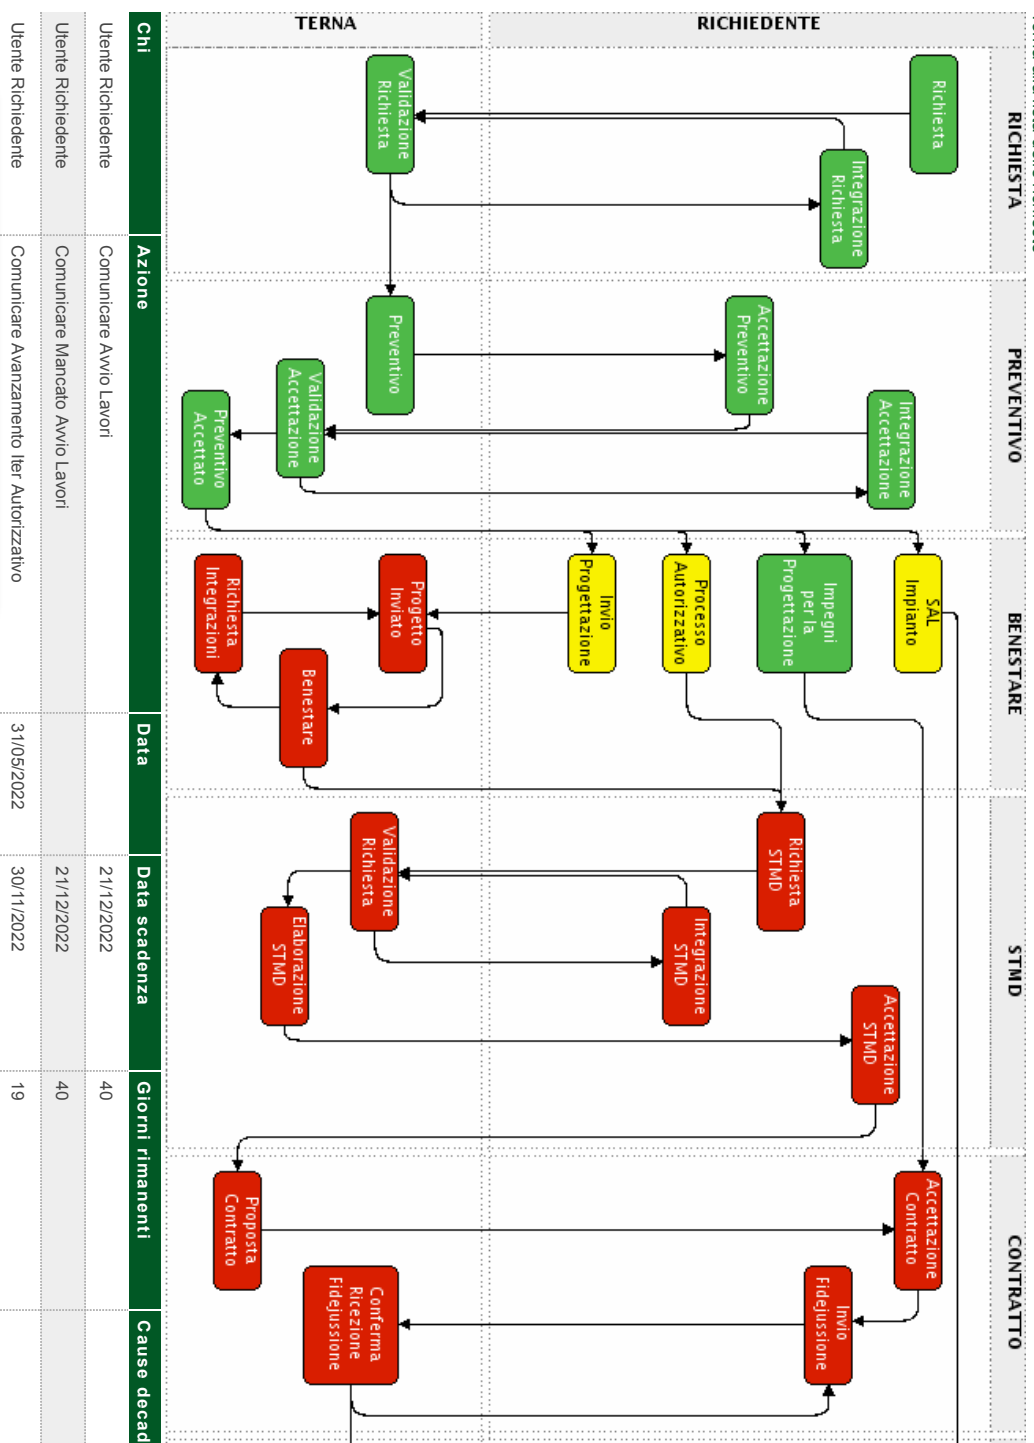 RICHIESTA
PREVENTIVO
BENESTARE
STMD
CONTRATTO
RICHIEDENTE
Richiesta
Integrazione
Richiesta
Accettazione
Preventivo
Integrazione
Accettazione
SAL
Impianto
Impegni
per la
Progettazione
Processo
Autorizzativo
Invio
Progettazione
Richiesta
STMD
Integrazione
STMD
Accettazione
STMD
Accettazione
Contratto
Invio
Fidejussione
TERNA
Validazione
Richiesta
Preventivo
Validazione
Accettazione
Preventivo
Accettato
Progetto
Inviato
Benestare
Richiesta
Integrazioni
Validazione
Richiesta
Elaborazione
STMD
Proposta
Contratto
Conferma
Ricezione
Fidejussione
Chi Azione Data Data scadenza Giorni rimanenti Cause decad
Utente Richiedente Comunicare Avvio Lavori 21/12/2022 40
Utente Richiedente Comunicare Mancato Avvio Lavori 21/12/2022 40
Utente Richiedente Comunicare Avanzamento Iter Autorizzativo 31/05/2022 30/11/2022 19